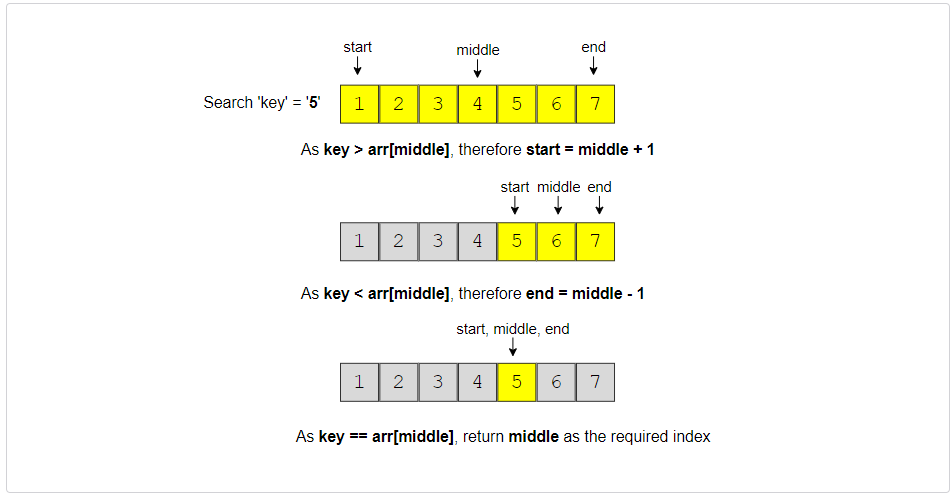 start middle end
Search 'key' = '5' 1 2 3 4 5 6 7
As key > arr[middle], therefore start = middle + 1
start middle end
1 2 3 4 5 6 7
As key < arr[middle], therefore end = middle - 1
start, middle, end
1 2 3 4 5 6 7
As key == arr[middle], return middle as the required index